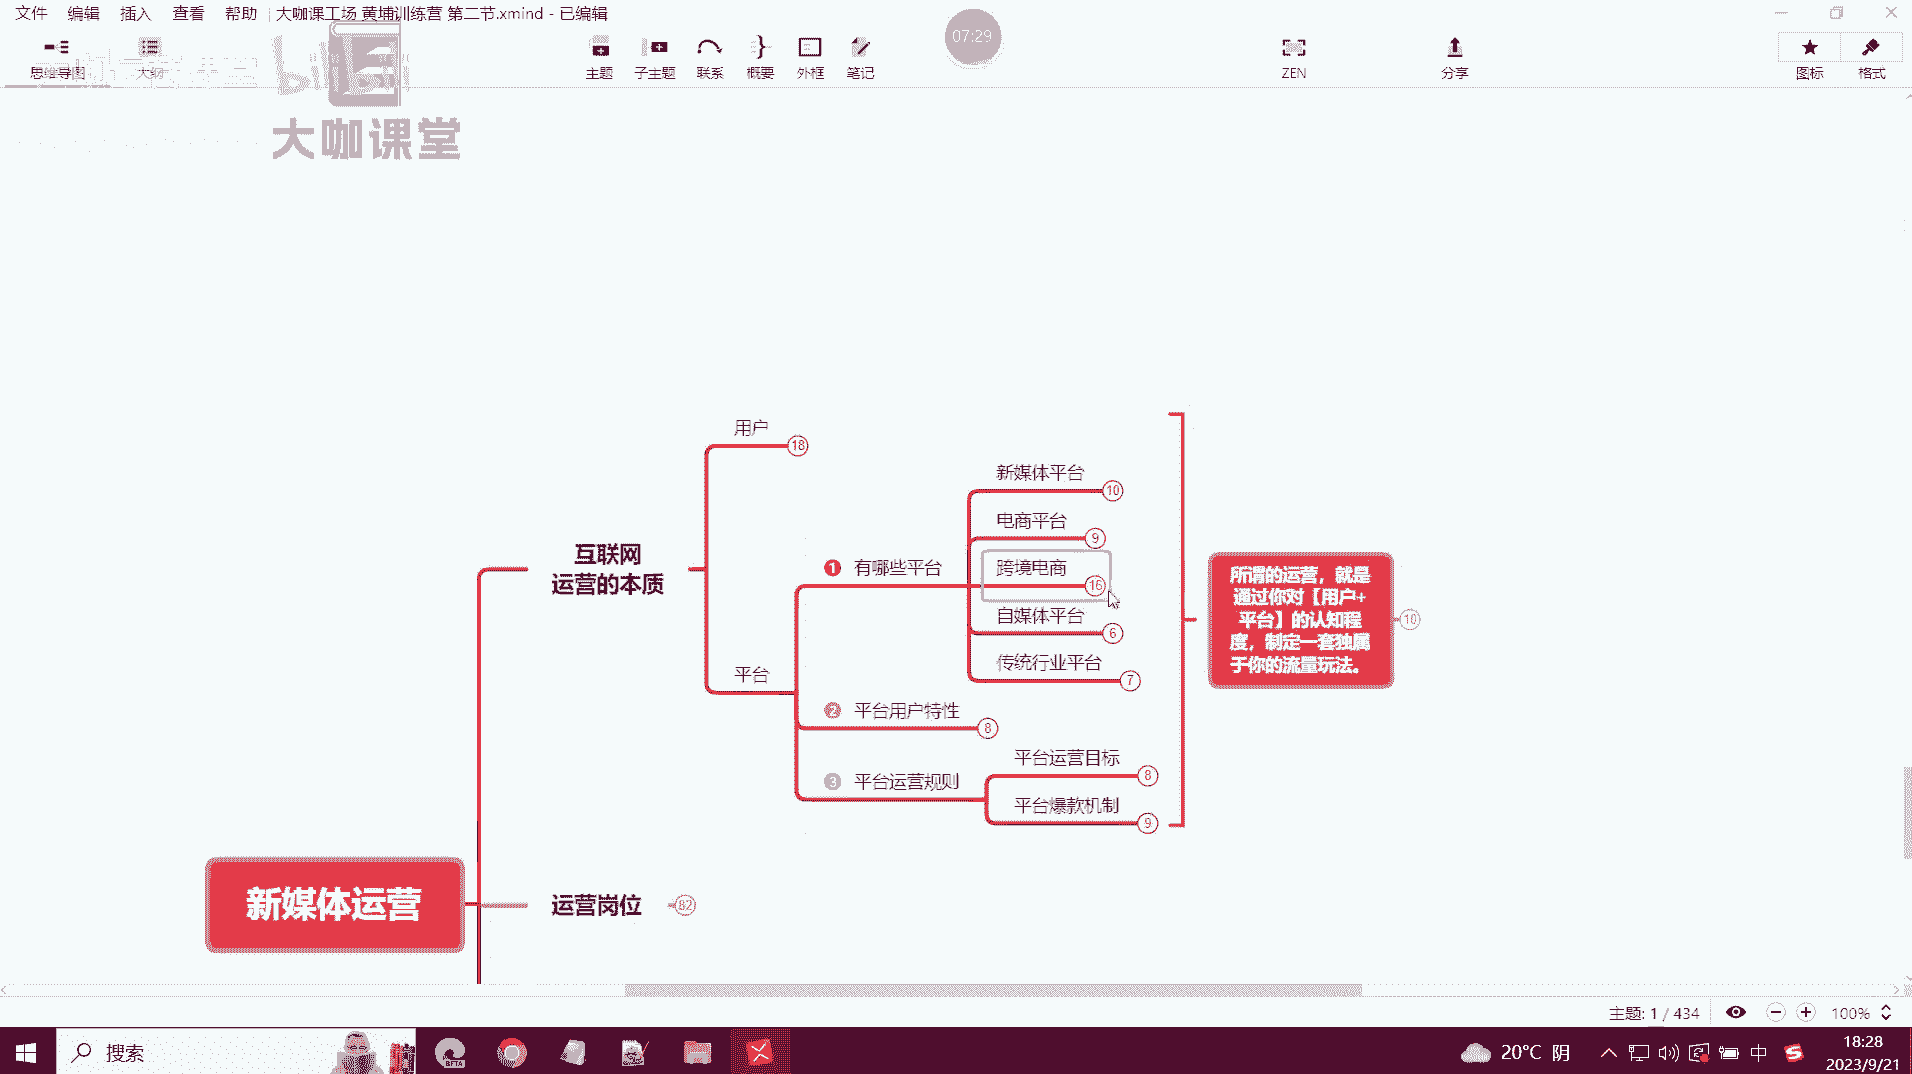 文件 编辑 插入 查看 帮助 大咖课工场 黄埔训练营 第二节.xmind - 已编辑
07:29
思维导图 大纲 主题 子主题 联系 概要 外框 笔记 ZEN 分享 图标 格式
bilibili
大咖课堂
用户 18
新媒体平台 10
电商平台 9
1 有哪些平台
跨境电商 16
自媒体平台 6
传统行业平台 7
互联网
运营的本质
平台
2 平台用户特性 8
平台运营目标 8
3 平台运营规则
平台爆款机制 9
所谓的运营，就是
通过你对【用户+
平台】的认知程
度，制定一套独属
于你的流量玩法。
10
新媒体运营
运营岗位 82
主题: 1 / 434 100%
搜索
BETA
20°C 阴
中
18:28
2023/9/21